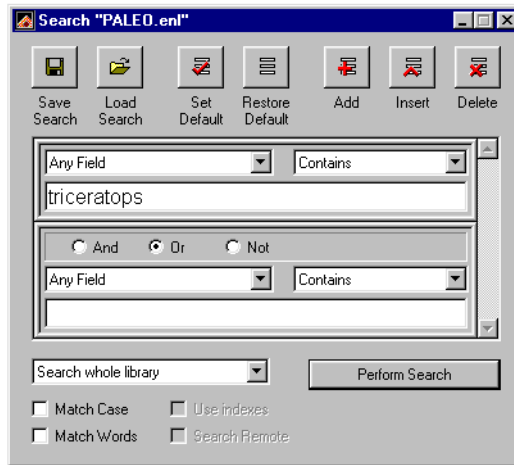 Search "PALEO.enl"
Save Search
Load Search
Set Default
Restore Default
Add
Insert
Delete
Any Field
Contains
triceratops
And Or Not
Any Field
Contains
Search whole library
Perform Search
Match Case
Use indexes
Match Words
Search Remote